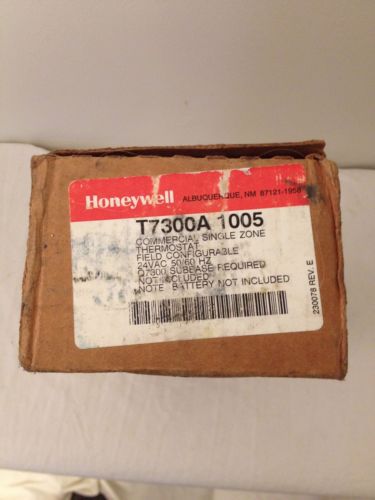 Honeywell
ALBUQUERQUE, NM 87121-1958
T7300A 1005
COMMERCIAL SINGLE ZONE
THERMOSTAT
FIELD CONFIGURABLE
24VAC 50/60 HZ
Q7300 SUBBASE REQUIRED
NOT INCLUDED
NOTE BATTERY NOT INCLUDED
230078 REV. E